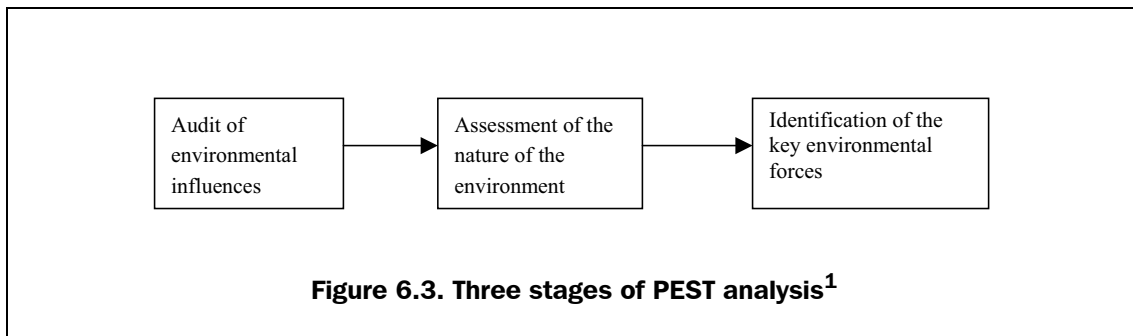 Audit of
environmental
influences
Assessment of the
nature of the
environment
Identification of the
key environmental
forces
Figure 6.3. Three stages of PEST analysis1